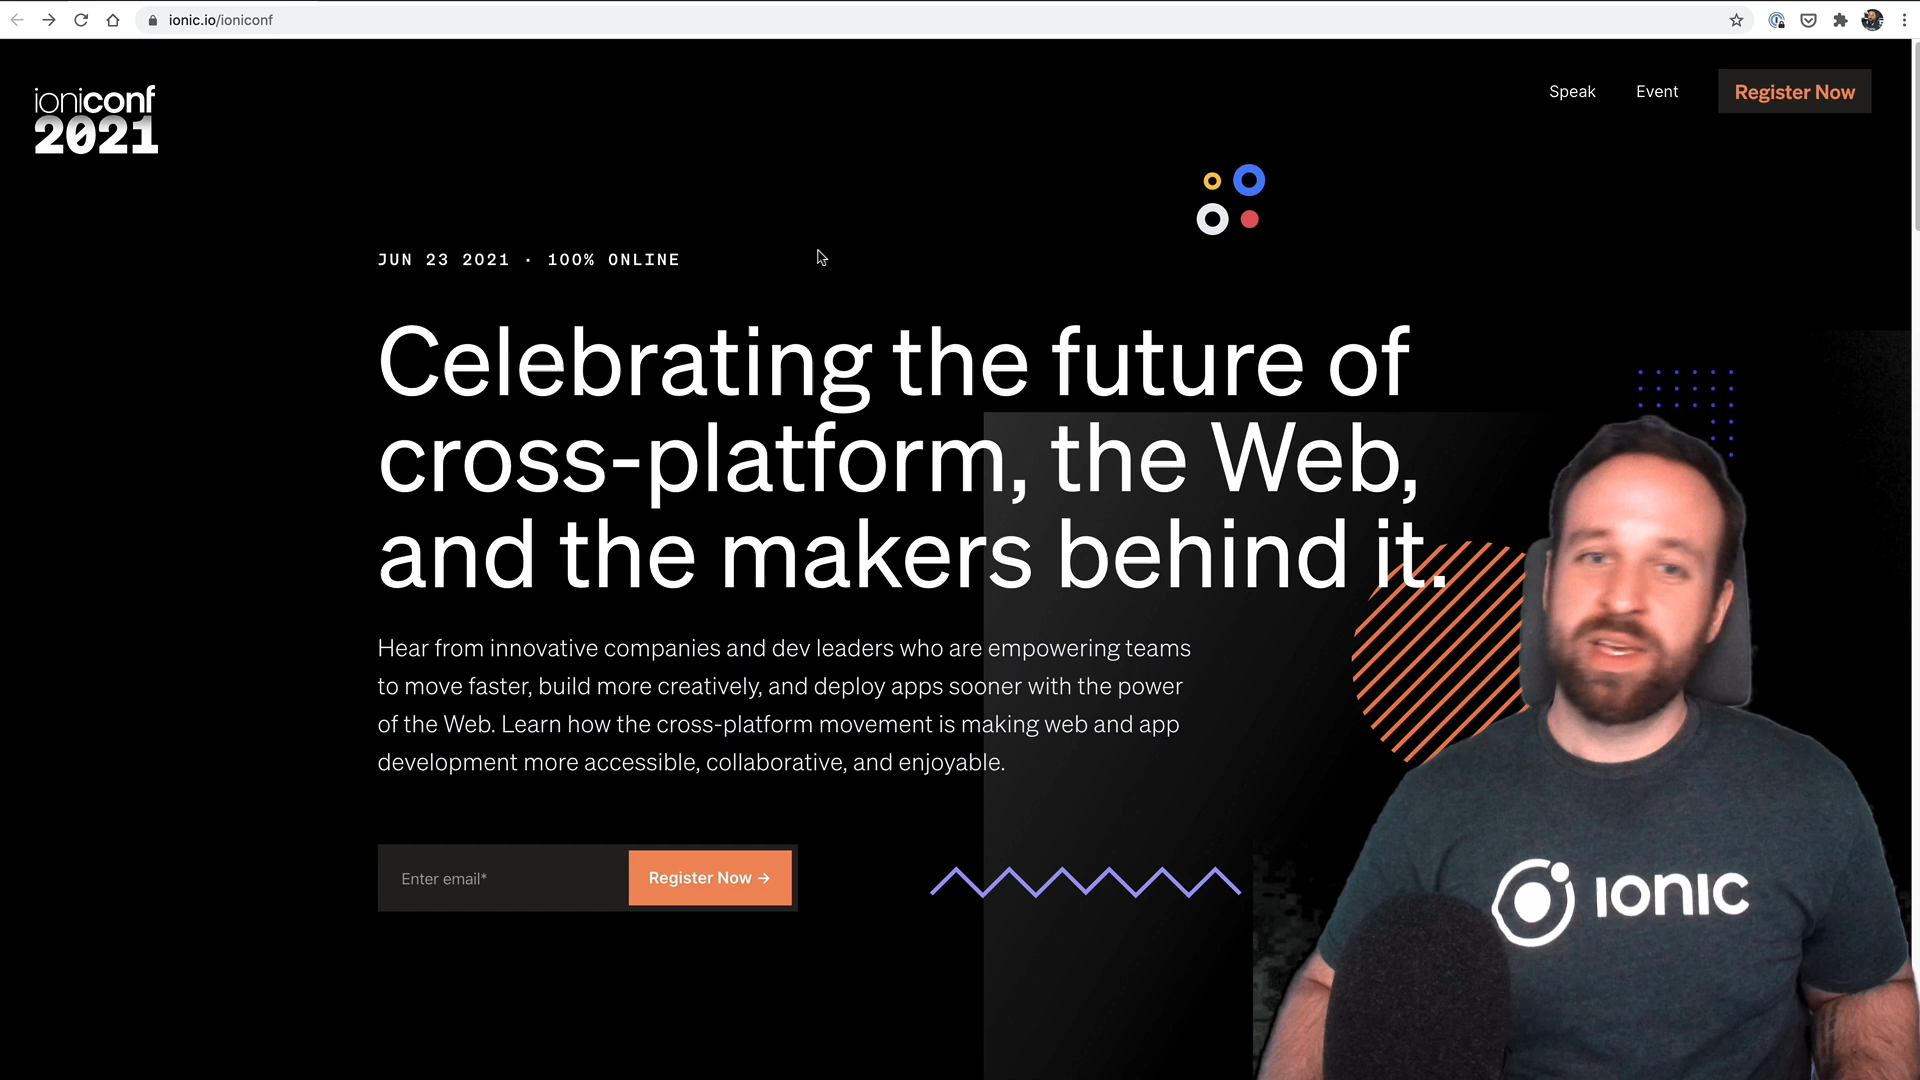 ionic.io/ioniconf
ioniconf
2021
Speak
Event
Register Now
JUN 23 2021 · 100% ONLINE
Celebrating the future of
cross-platform, the Web,
and the makers behind it.
Hear from innovative companies and dev leaders who are empowering teams
to move faster, build more creatively, and deploy apps sooner with the power
of the Web. Learn how the cross-platform movement is making web and app
development more accessible, collaborative, and enjoyable.
Enter email*
Register Now →
IONIC